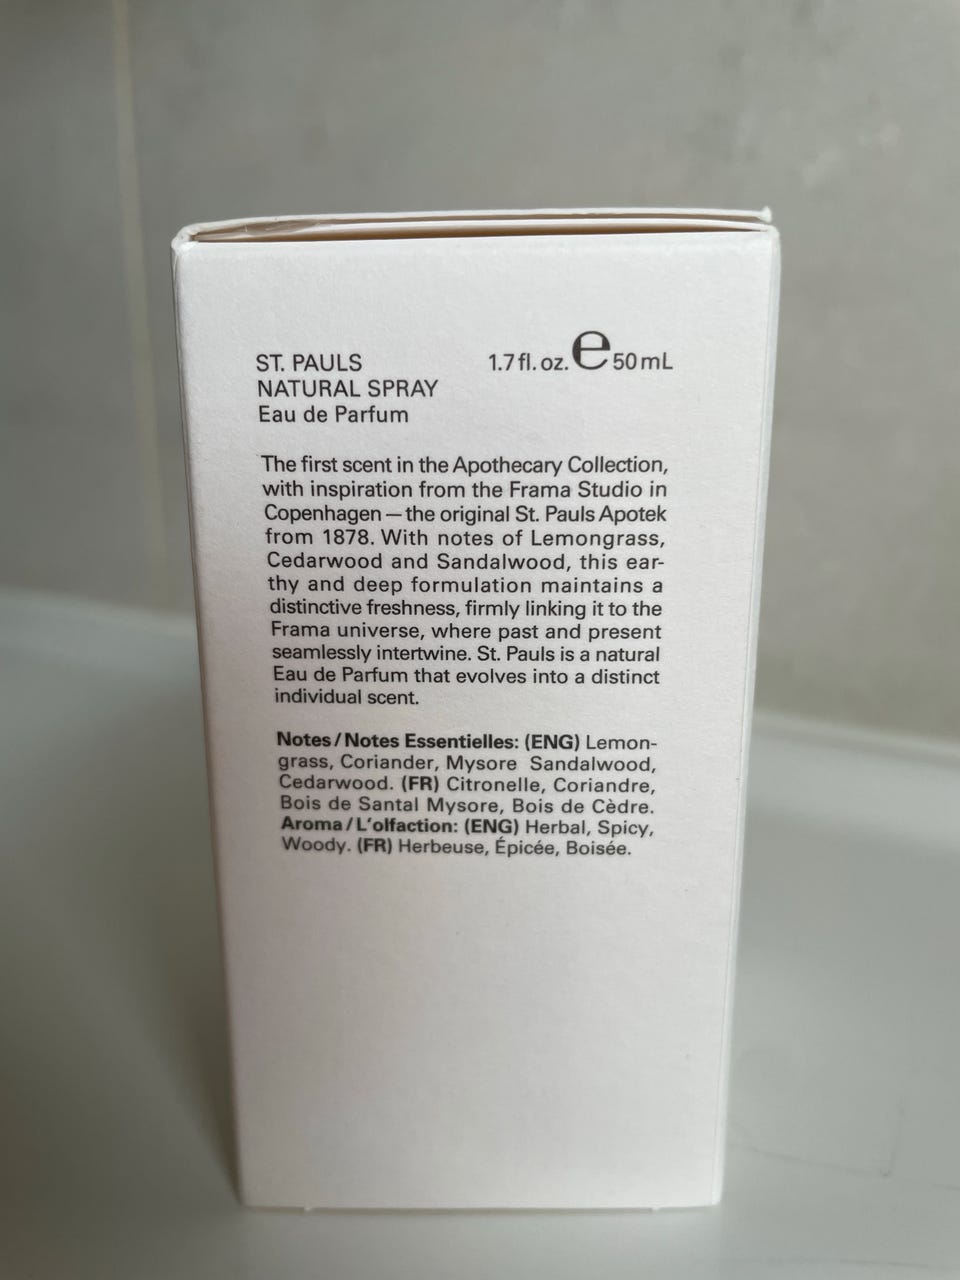 ST. PAULS 1.7 fl. oz. ℮ 50 mL
NATURAL SPRAY
Eau de Parfum
The first scent in the Apothecary Collection,
with inspiration from the Frama Studio in
Copenhagen — the original St. Pauls Apotek
from 1878. With notes of Lemongrass,
Cedarwood and Sandalwood, this ear-
thy and deep formulation maintains a
distinctive freshness, firmly linking it to the
Frama universe, where past and present
seamlessly intertwine. St. Pauls is a natural
Eau de Parfum that evolves into a distinct
individual scent.
Notes / Notes Essentielles: (ENG) Lemon-
grass, Coriander, Mysore Sandalwood,
Cedarwood. (FR) Citronelle, Coriandre,
Bois de Santal Mysore, Bois de Cèdre.
Aroma / L'olfaction: (ENG) Herbal, Spicy,
Woody. (FR) Herbeuse, Épicée, Boisée.